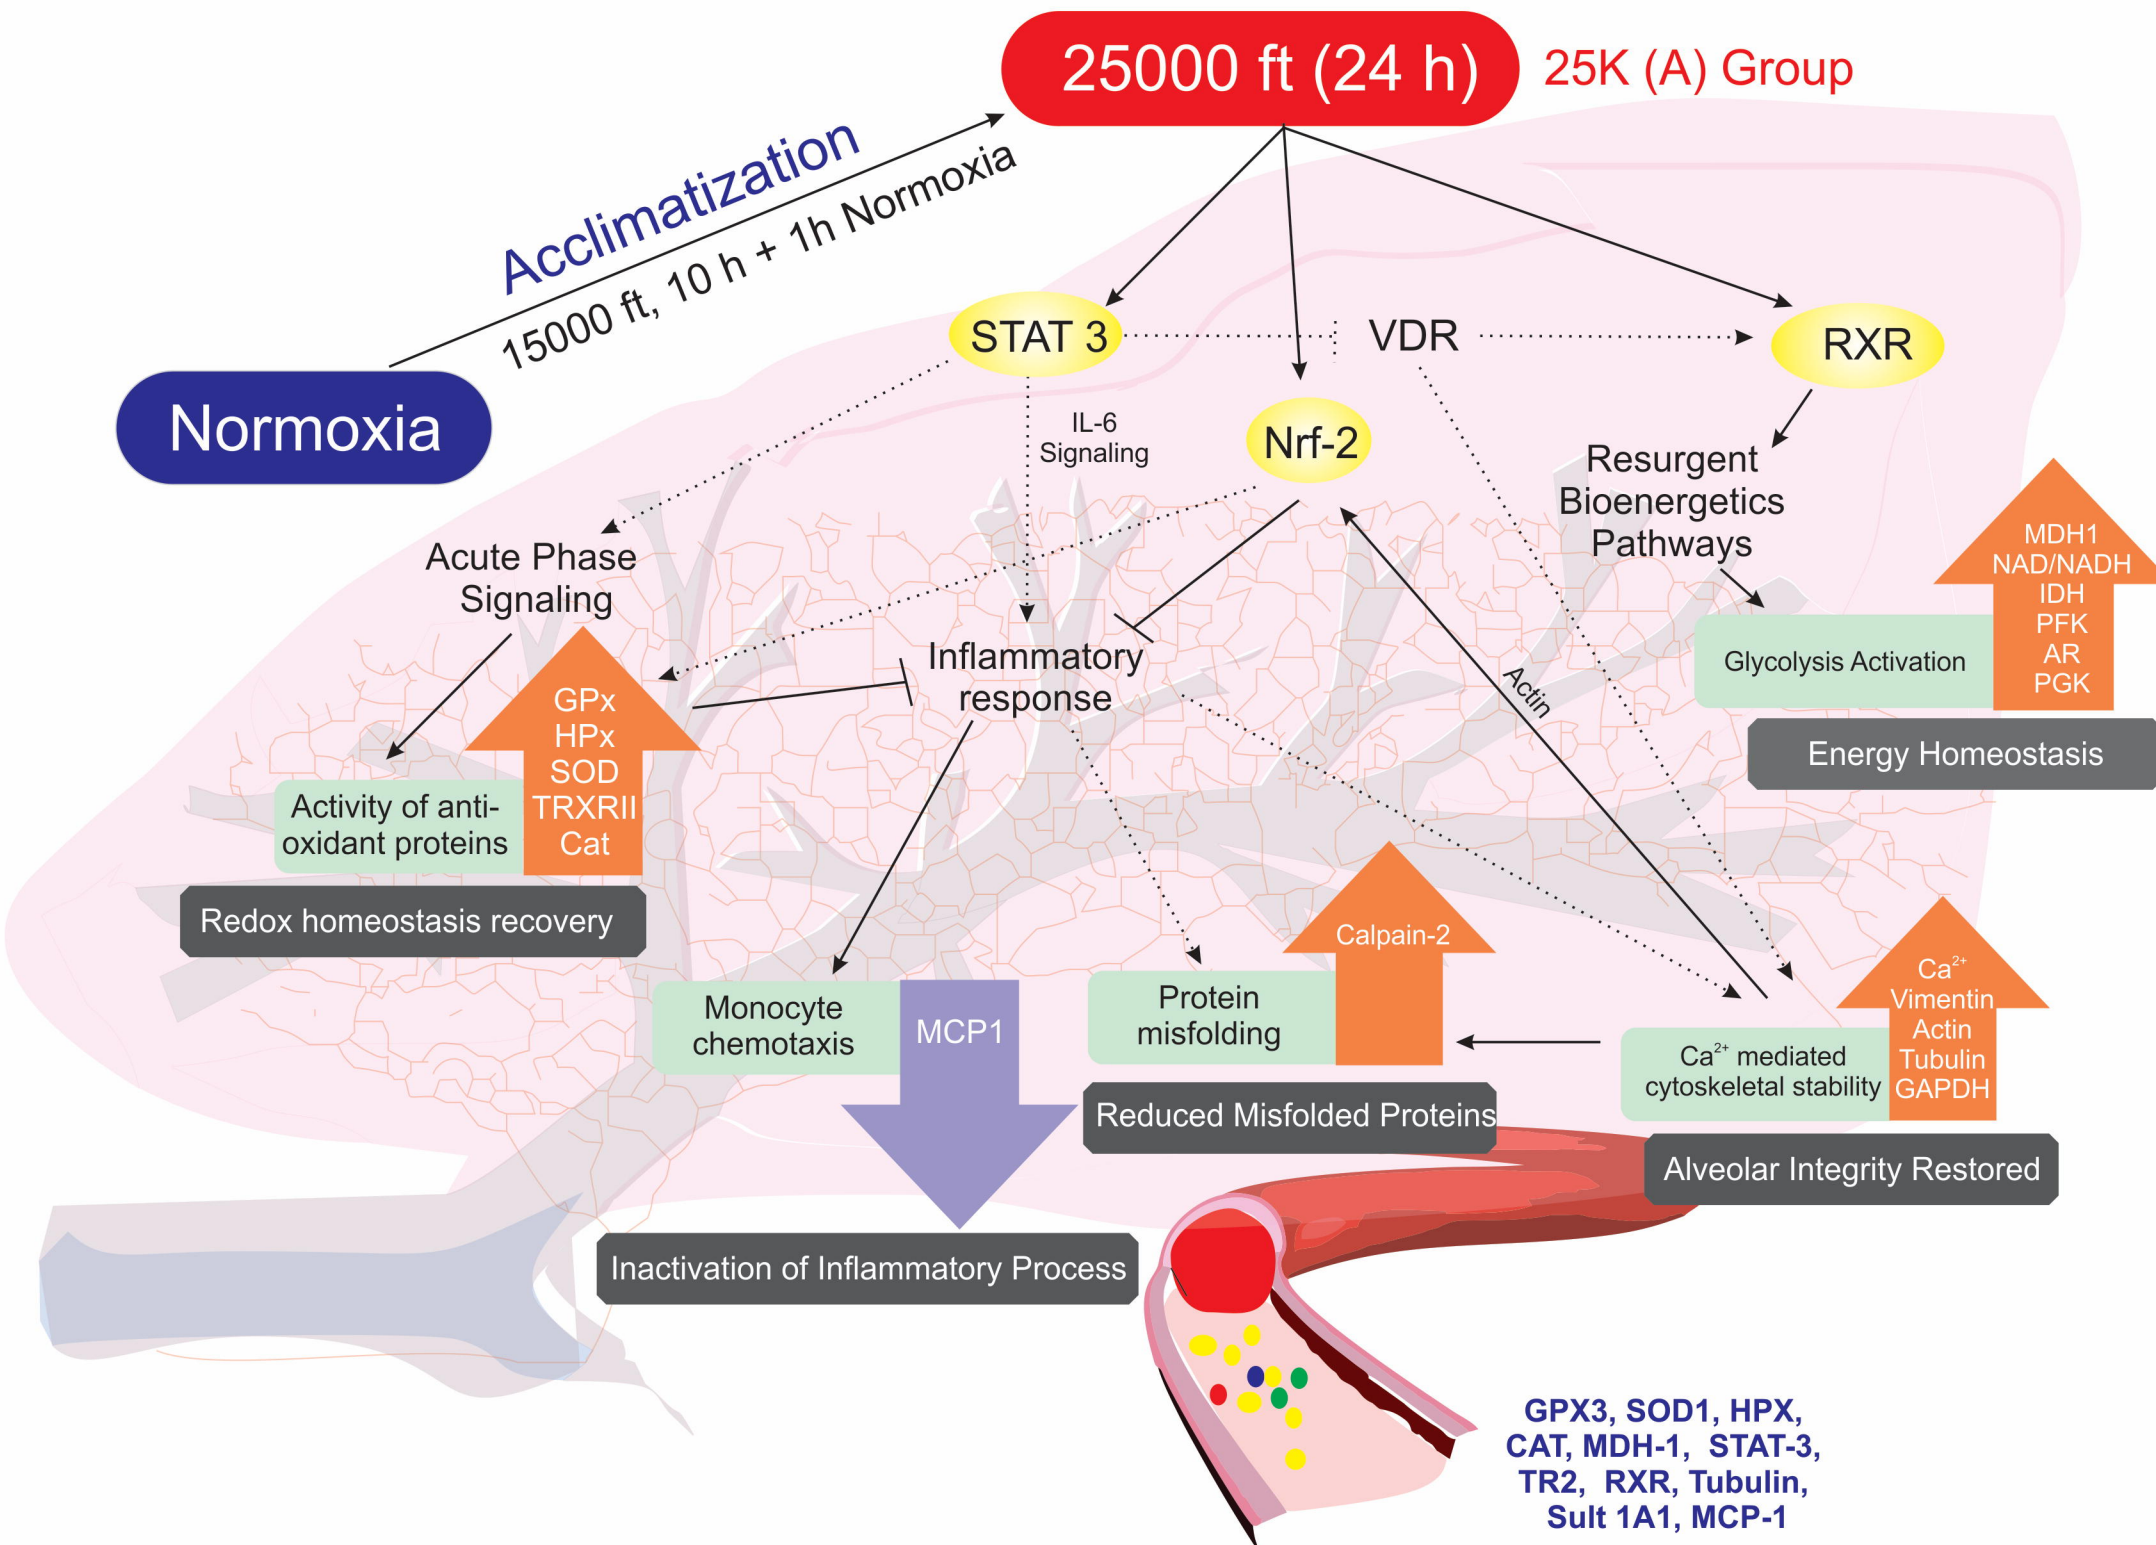 25000 ft (24 h)
25K (A) Group
Acclimatization
15000 ft, 10 h + 1h Normoxia
Normoxia
STAT 3
VDR
RXR
IL-6
Signaling
Nrf-2
Resurgent
Bioenergetics
Pathways
Acute Phase
Signaling
Inflammatory
response
Actin
MDH1
NAD/NADH
IDH
PFK
AR
PGK
Glycolysis Activation
Energy Homeostasis
GPx
HPx
SOD
TRXRII
Cat
Activity of anti-
oxidant proteins
Redox homeostasis recovery
Monocyte
chemotaxis
MCP1
Inactivation of Inflammatory Process
Protein
misfolding
Calpain-2
Reduced Misfolded Proteins
Ca²⁺ mediated
cytoskeletal stability
Ca²⁺
Vimentin
Actin
Tubulin
GAPDH
Alveolar Integrity Restored
GPX3, SOD1, HPX,
CAT, MDH-1, STAT-3,
TR2, RXR, Tubulin,
Sult 1A1, MCP-1